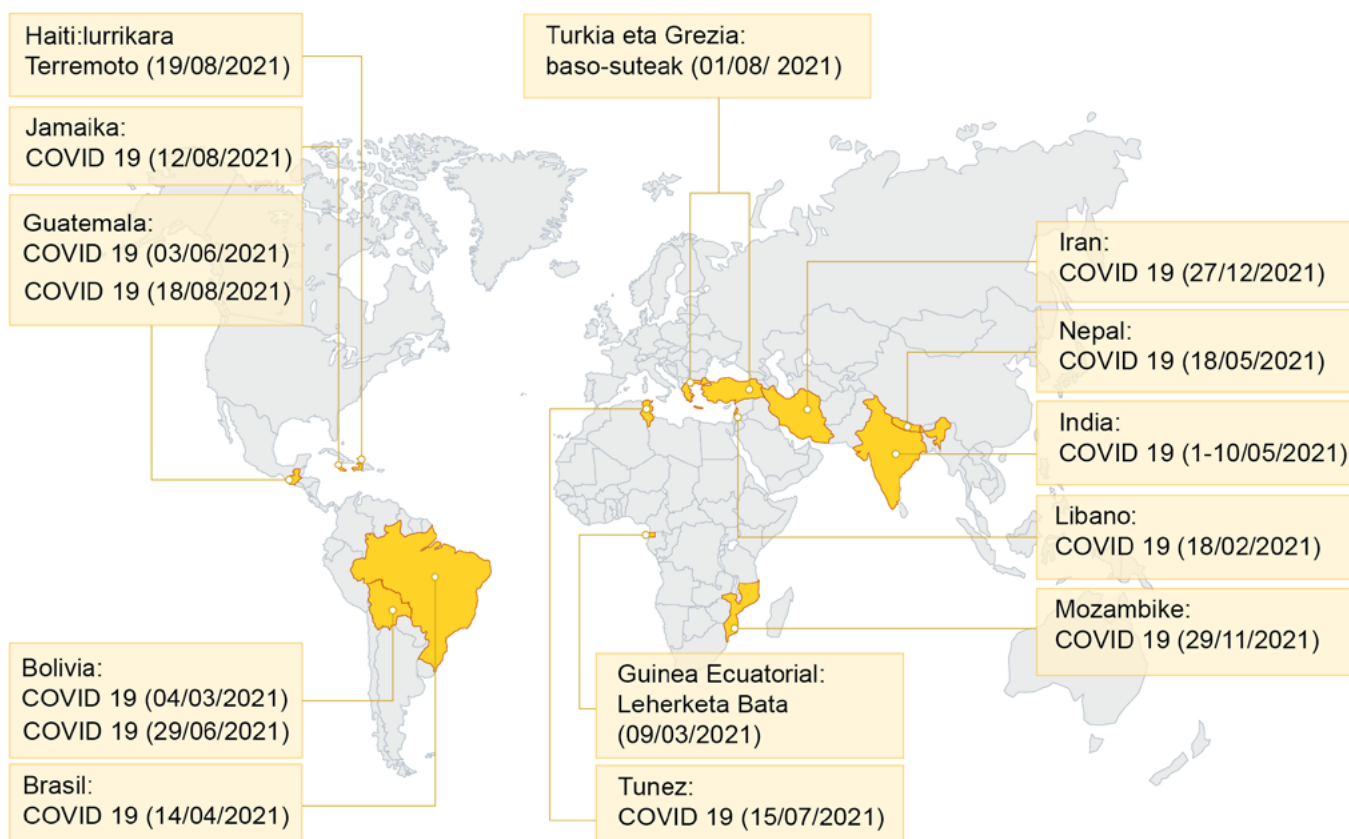 Haiti:lurrikara
Terremoto (19/08/2021)
Jamaika:
COVID 19 (12/08/2021)
Guatemala:
COVID 19 (03/06/2021)
COVID 19 (18/08/2021)
Turkia eta Grezia:
baso-suteak (01/08/ 2021)
Iran:
COVID 19 (27/12/2021)
Nepal:
COVID 19 (18/05/2021)
India:
COVID 19 (1-10/05/2021)
Libano:
COVID 19 (18/02/2021)
Mozambike:
COVID 19 (29/11/2021)
Bolivia:
COVID 19 (04/03/2021)
COVID 19 (29/06/2021)
Brasil:
COVID 19 (14/04/2021)
Guinea Ecuatorial:
Leherketa Bata
(09/03/2021)
Tunez:
COVID 19 (15/07/2021)